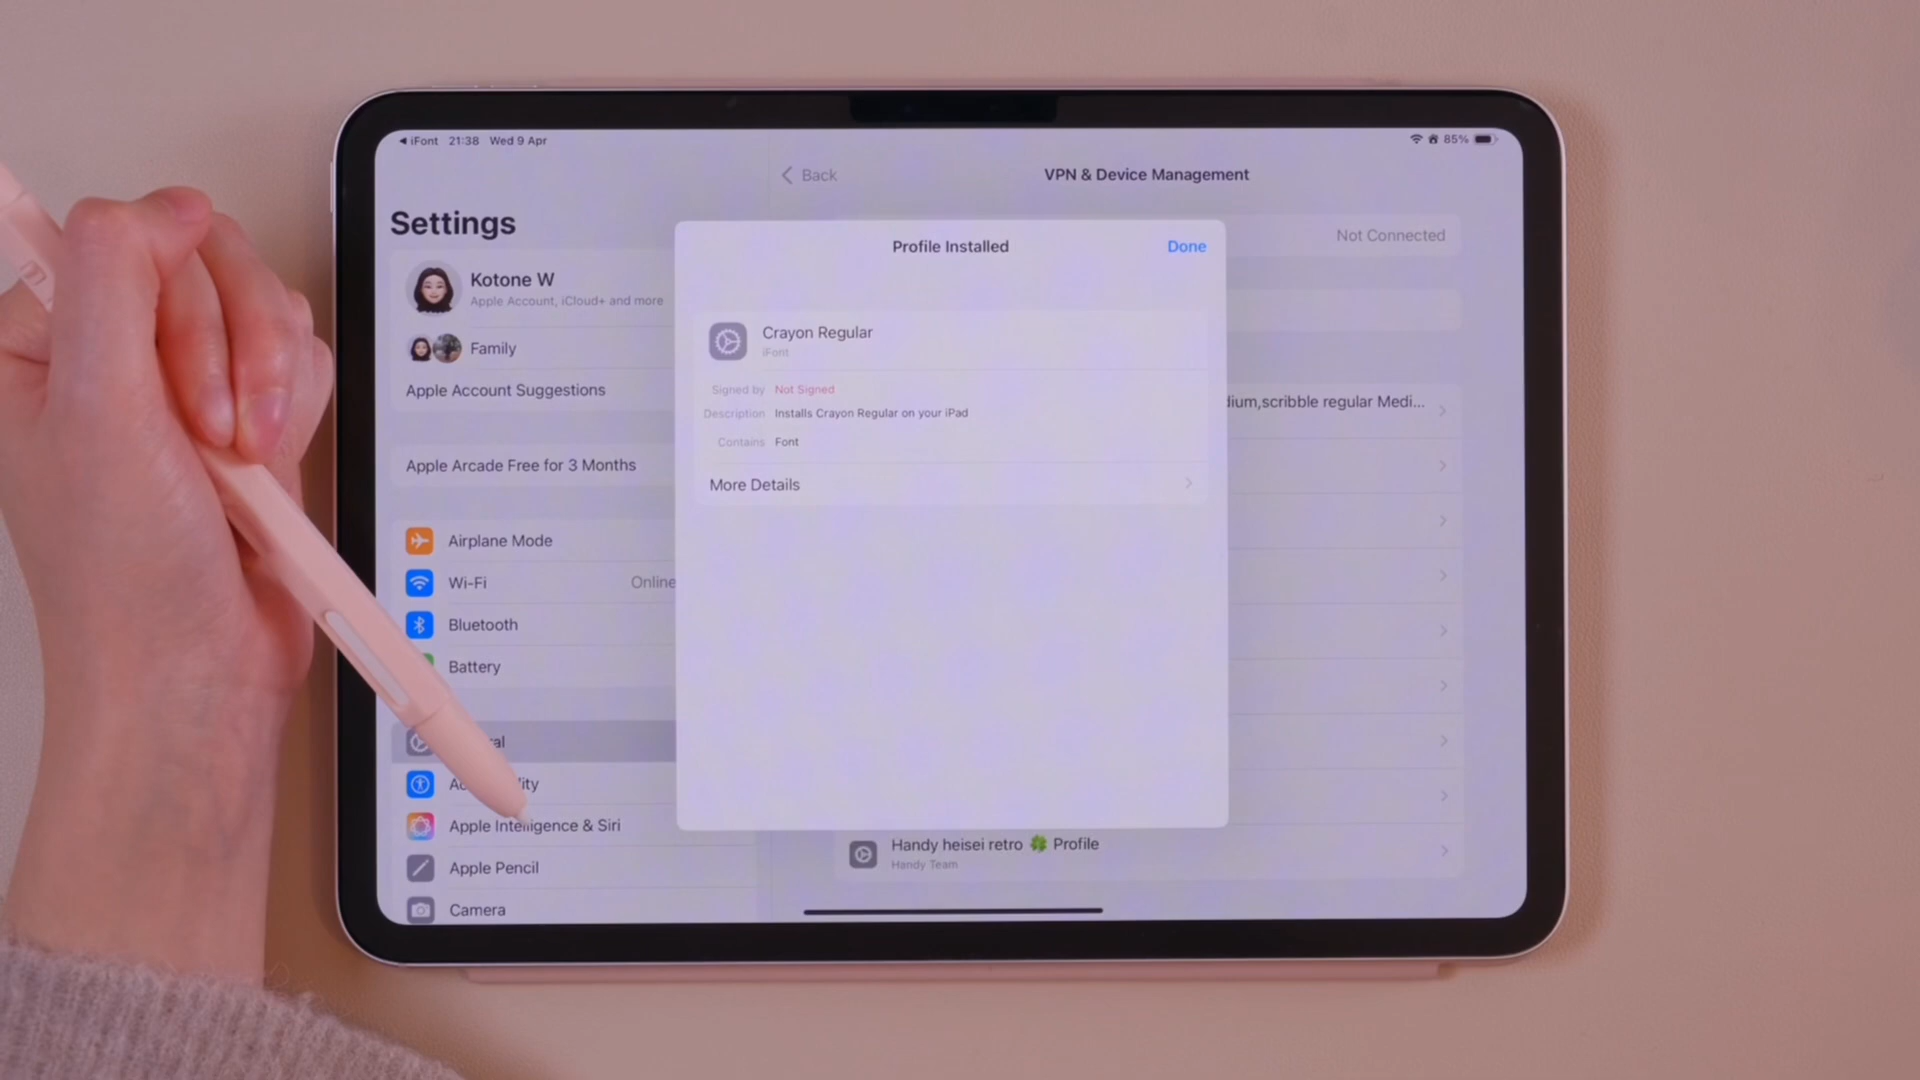 ◀ iFont 21:38 Wed 9 Apr
85%
Back
VPN & Device Management
Settings
Not Connected
Kotone W
Apple Account, iCloud+ and more
Family
Apple Account Suggestions
Apple Arcade Free for 3 Months
Airplane Mode
Wi-Fi Online
Bluetooth
Battery
Apple Intelligence & Siri
Apple Pencil
Camera
Profile Installed
Done
Crayon Regular
iFont
Signed by Not Signed
Description Installs Crayon Regular on your iPad
Contains Font
More Details
scribble regular Medi...
Handy heisei retro 🍀 Profile
Handy Team